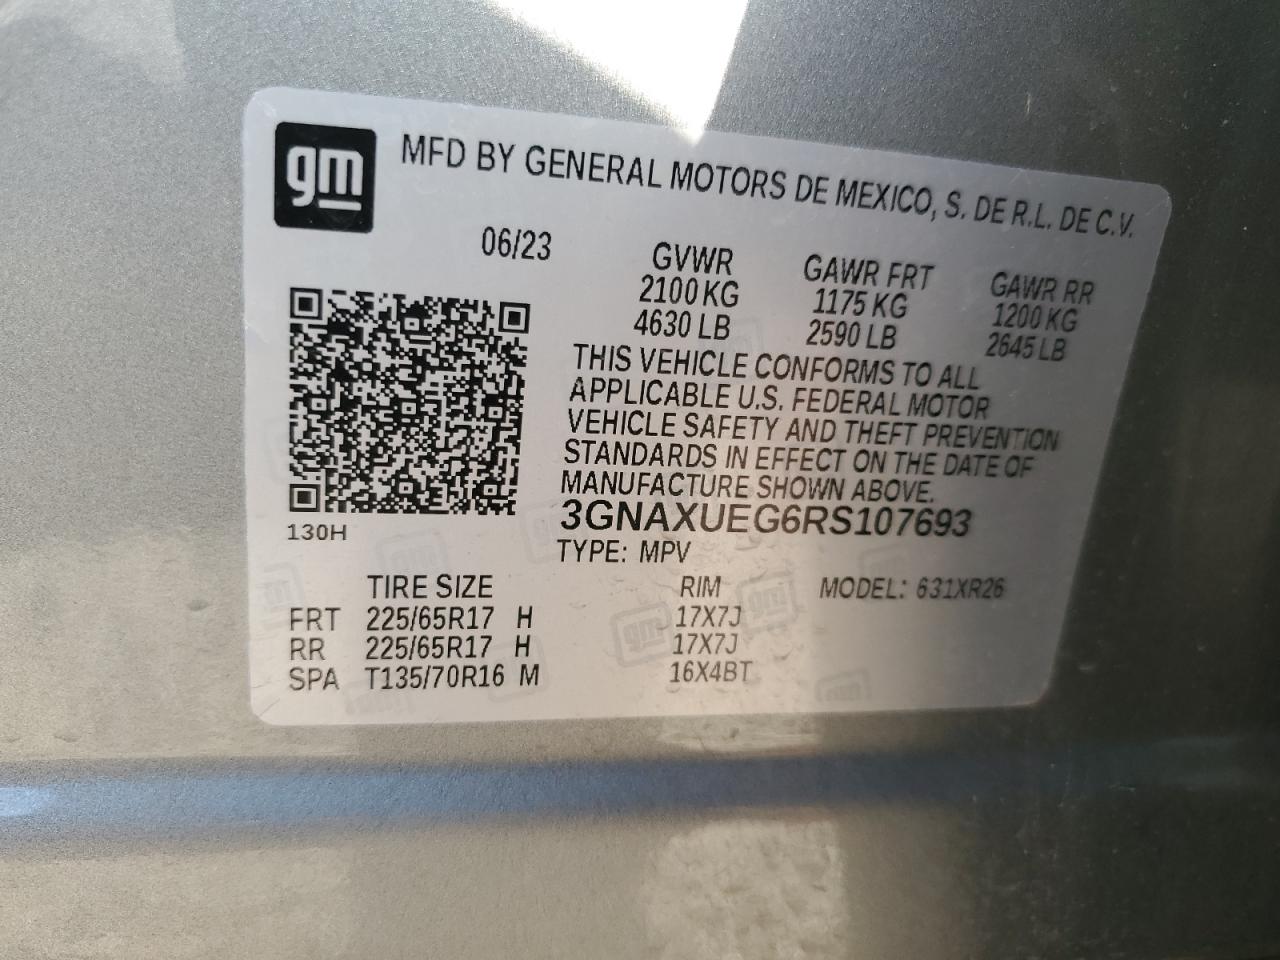 gm
MFD BY GENERAL MOTORS DE MEXICO, S. DE R.L. DE C.V.
06/23 GVWR GAWR FRT GAWR RR
2100 KG 1175 KG 1200 KG
4630 LB 2590 LB 2645 LB
THIS VEHICLE CONFORMS TO ALL
APPLICABLE U.S. FEDERAL MOTOR
VEHICLE SAFETY AND THEFT PREVENTION
STANDARDS IN EFFECT ON THE DATE OF
MANUFACTURE SHOWN ABOVE.
3GNAXUEG6RS107693
130H
TYPE: MPV
TIRE SIZE RIM MODEL: 631XR26
FRT 225/65R17 H 17X7J
RR 225/65R17 H 17X7J
SPA T135/70R16 M 16X4BT